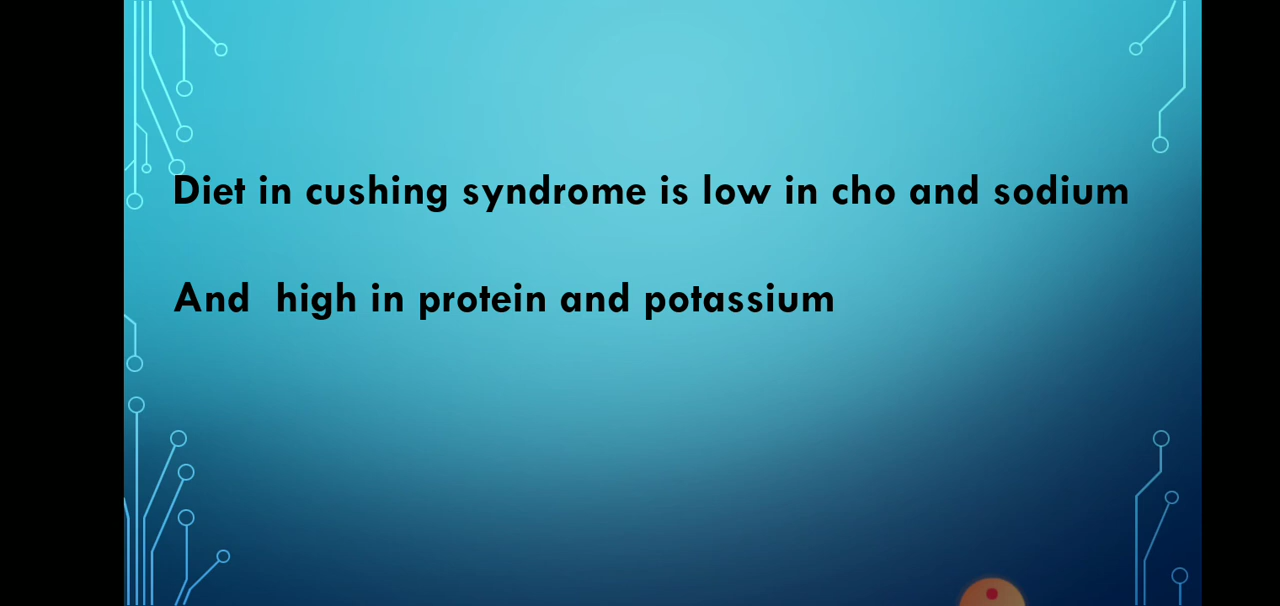 Diet in cushing syndrome is low in cho and sodium
And high in protein and potassium